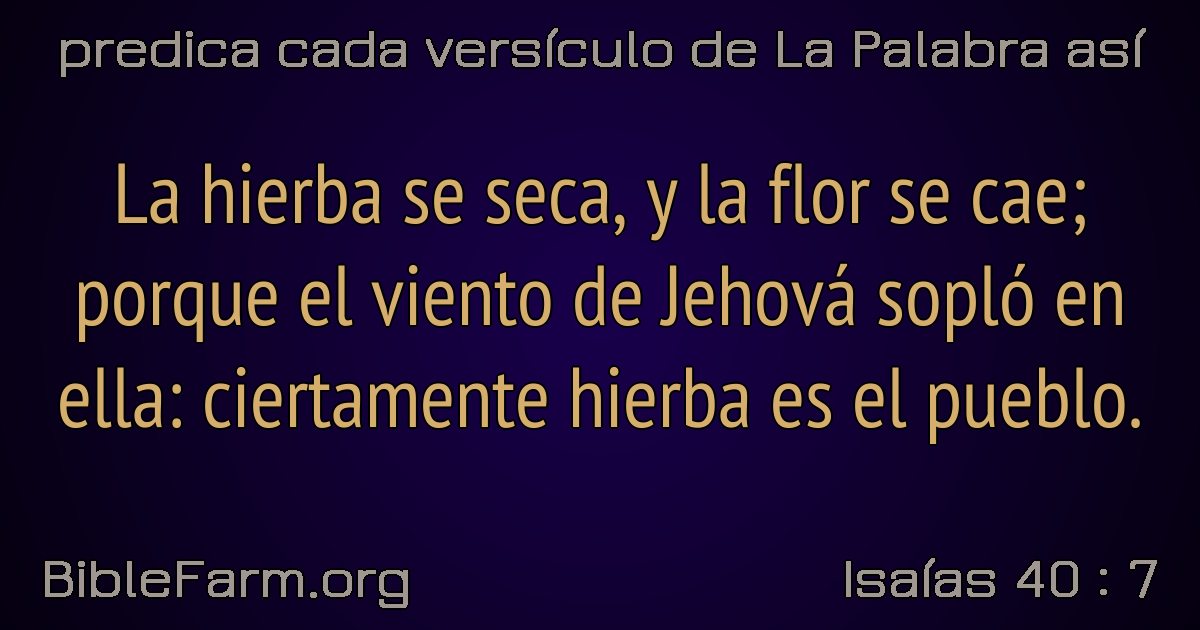 predica cada versículo de La Palabra así
La hierba se seca, y la flor se cae;
porque el viento de Jehová sopló en
ella: ciertamente hierba es el pueblo.
BibleFarm.org
Isaías 40 : 7